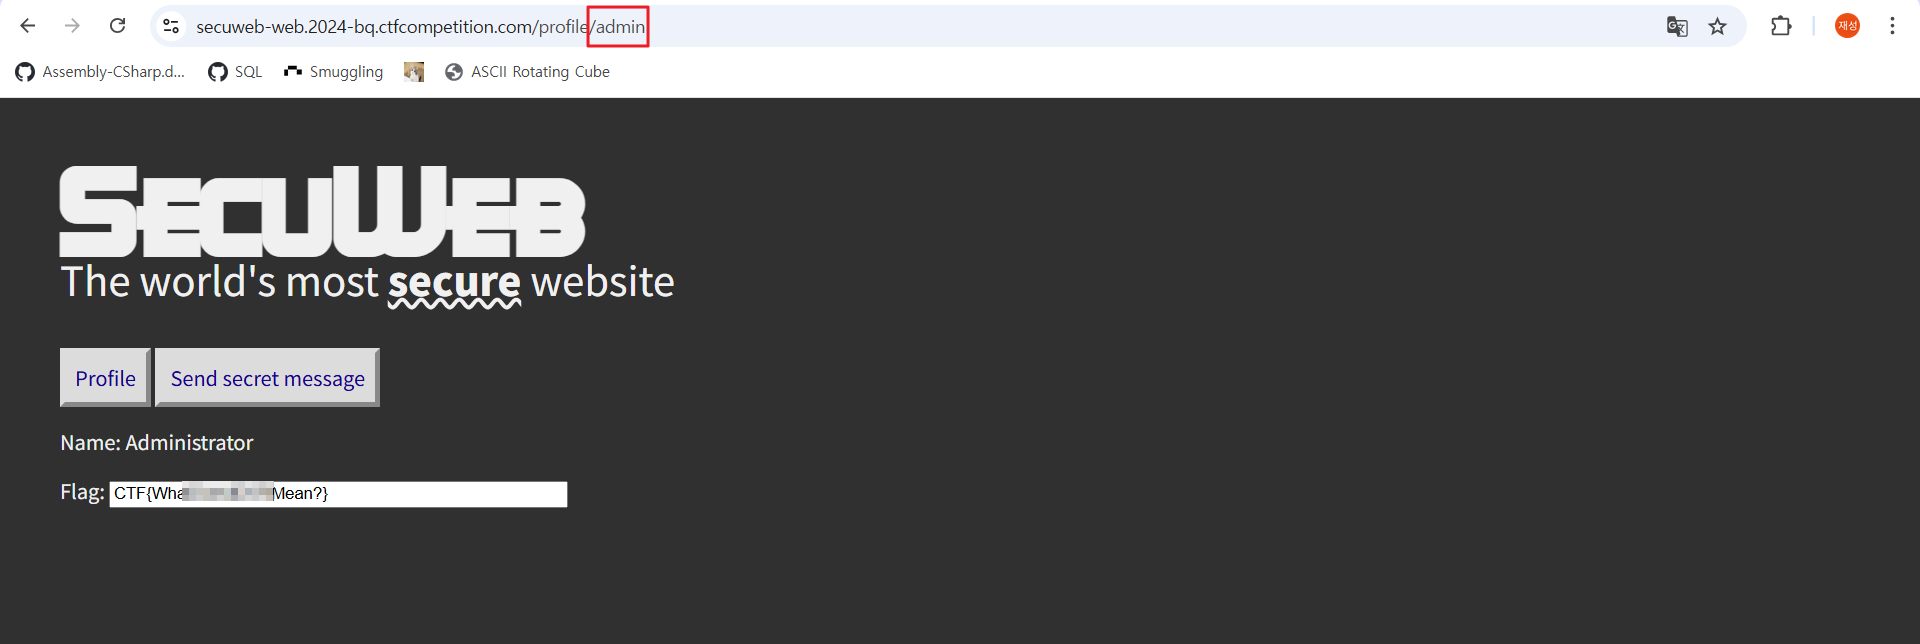 secuweb-web.2024-bq.ctfcompetition.com/profile/admin
재성
Assembly-CSharp.d... SQL Smuggling ASCII Rotating Cube
SECUWEB
The world's most secure website
Profile Send secret message
Name: Administrator
Flag: CTF{Wha Mean?}